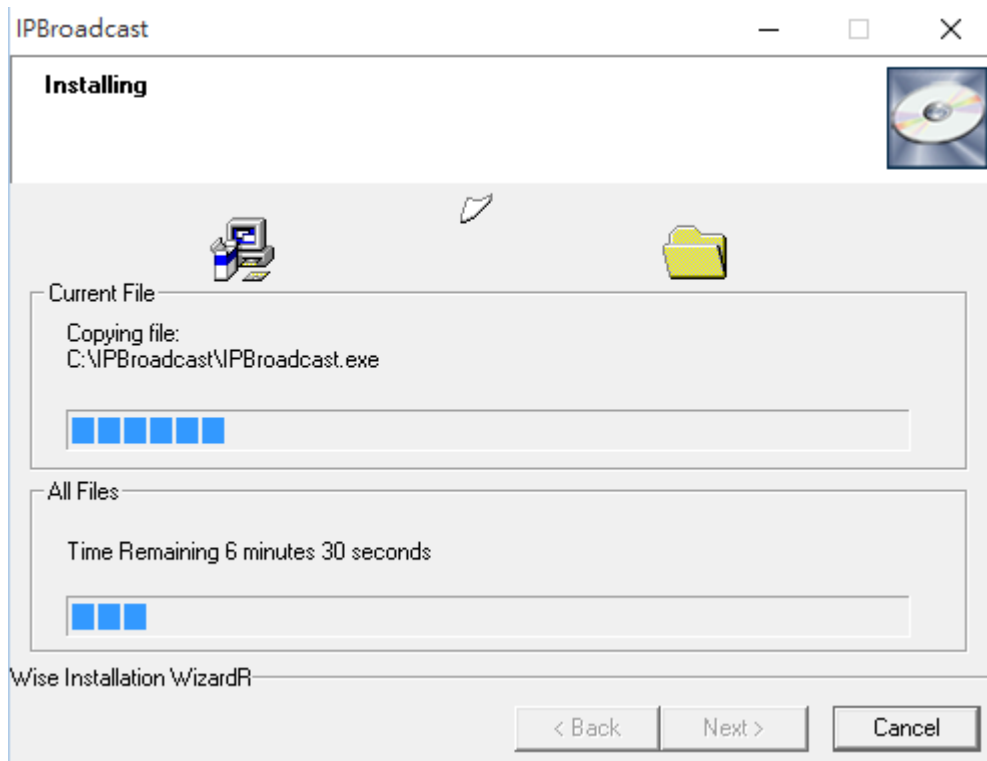 IPBroadcast
Installing
Current File
Copying file:
C:\IPBroadcast\IPBroadcast.exe
All Files
Time Remaining 6 minutes 30 seconds
Wise Installation WizardR
< Back
Next >
Cancel